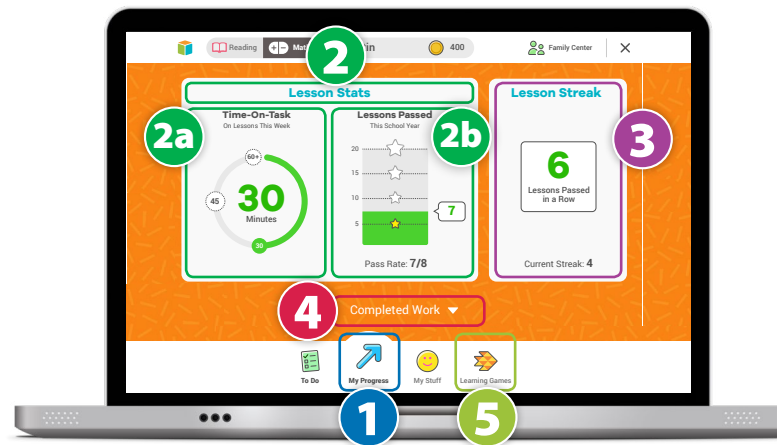 Reading
Math
400
Family Center
2
Lesson Stats
Lesson Streak
2a
Time-On-Task
On Lessons This Week
60+
45
30
Minutes
30
Lessons Passed
This School Year
2b
20
15
10
5
7
Pass Rate: 7/8
3
6
Lessons Passed
in a Row
Current Streak: 4
4
Completed Work
To Do
My Progress
My Stuff
Learning Games
1
5